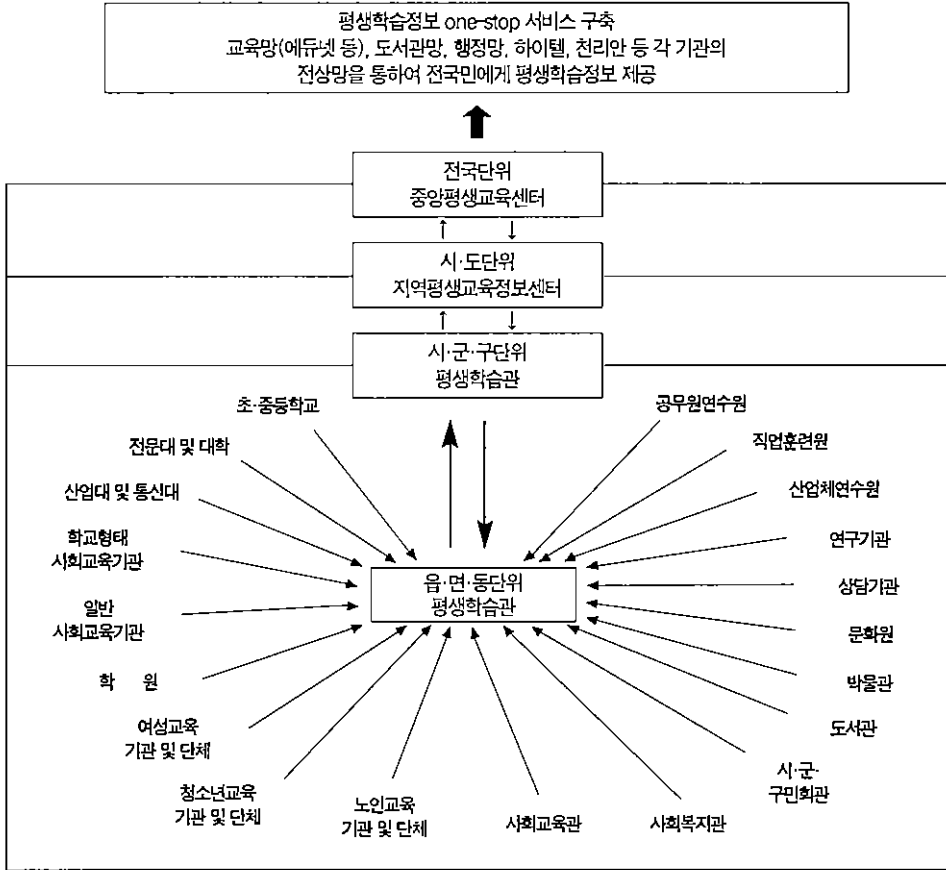 평생학습정보 one-stop 서비스 구축
교육망(에듀넷 등), 도서관망, 행정망, 하이텔, 천리안 등 각 기관의
전상망을 통하여 전국민에게 평생학습정보 제공
전국단위
중앙평생교육센터
시·도단위
지역평생교육정보센터
시·군·구단위
평생학습관
초·중등학교
공무원연수원
전문대 및 대학
직업훈련원
산업대 및 통신대
산업체연수원
학교형태
사회교육기관
연구기관
읍·면·동단위
평생학습관
상담기관
일반
사회교육기관
문화원
학 원
박물관
여성교육
기관 및 단체
도서관
청소년교육
기관 및 단체
노인교육
기관 및 단체
사회교육관
사회복지관
시·군·
구민회관